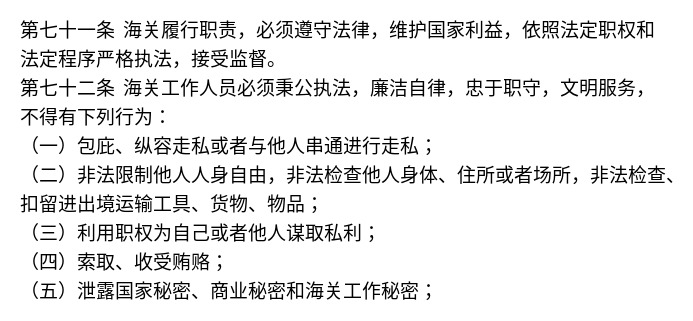 第七十一条 海关履行职责，必须遵守法律，维护国家利益，依照法定职权和
法定程序严格执法，接受监督。
第七十二条 海关工作人员必须秉公执法，廉洁自律，忠于职守，文明服务，
不得有下列行为：
（一）包庇、纵容走私或者与他人串通进行走私；
（二）非法限制他人人身自由，非法检查他人身体、住所或者场所，非法检查、
扣留进出境运输工具、货物、物品；
（三）利用职权为自己或者他人谋取私利；
（四）索取、收受贿赂；
（五）泄露国家秘密、商业秘密和海关工作秘密；